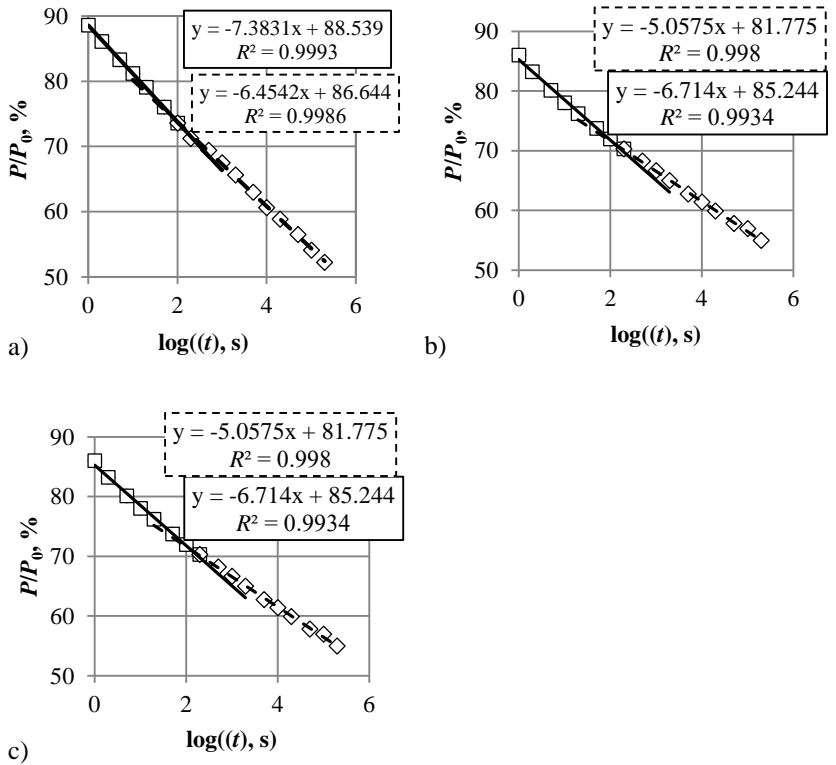 y = -7.3831x + 88.539
R² = 0.9993
y = -6.4542x + 86.644
R² = 0.9986
90
80
70
60
50
P/P₀, %
0 2 4 6
log((t), s)
a)
y = -5.0575x + 81.775
R² = 0.998
y = -6.714x + 85.244
R² = 0.9934
90
80
70
60
50
P/P₀, %
0 2 4 6
log((t), s)
b)
y = -5.0575x + 81.775
R² = 0.998
y = -6.714x + 85.244
R² = 0.9934
90
80
70
60
50
P/P₀, %
0 2 4 6
log((t), s)
c)